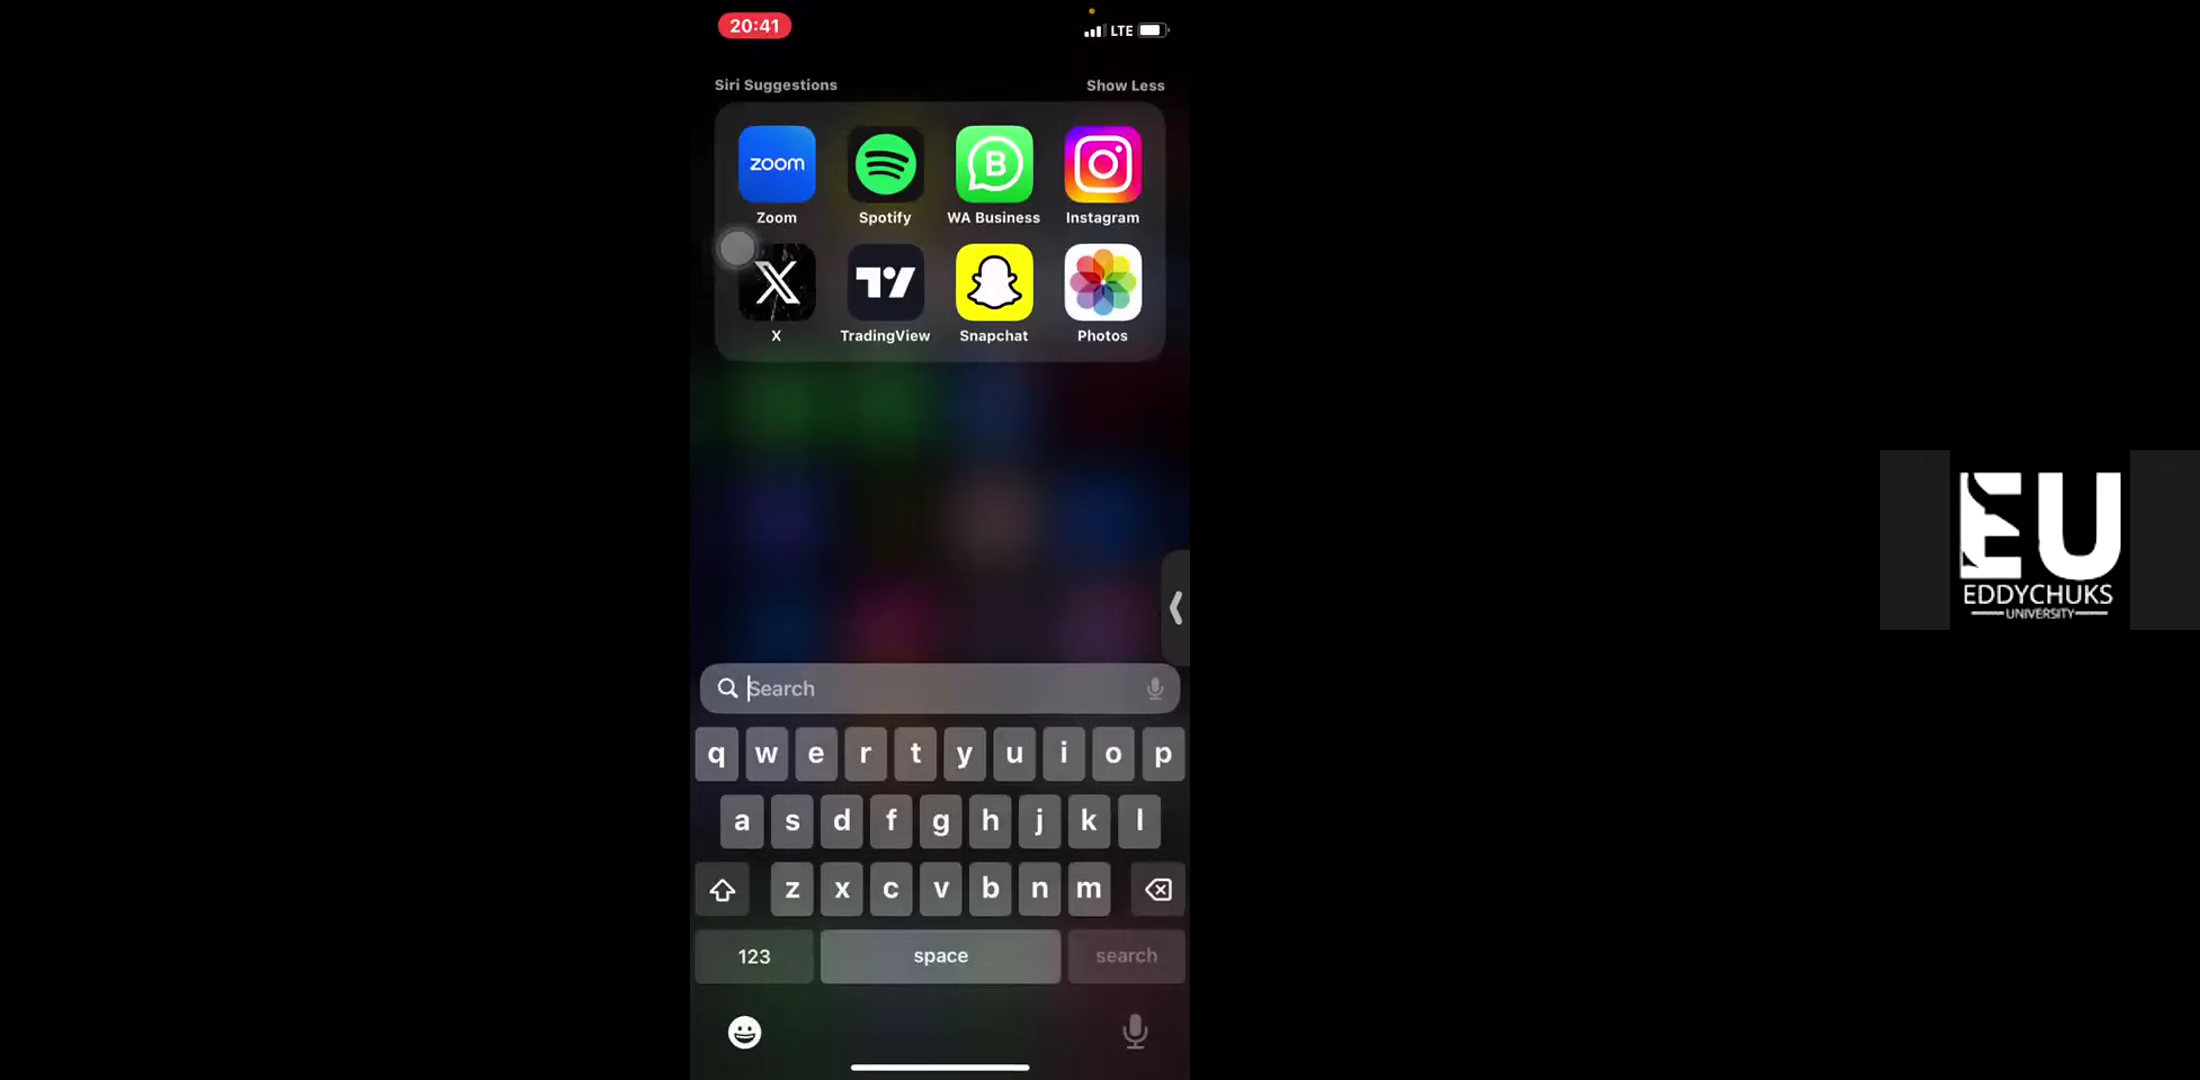 20:41
LTE
Siri Suggestions
Show Less
zoom
B
Zoom
Spotify
WA Business
Instagram
X
TradingView
Snapchat
Photos
Search
q w e r t y u i o p
a s d f g h j k l
z x c v b n m
123
space
search
EU
EDDYCHUKS
UNIVERSITY